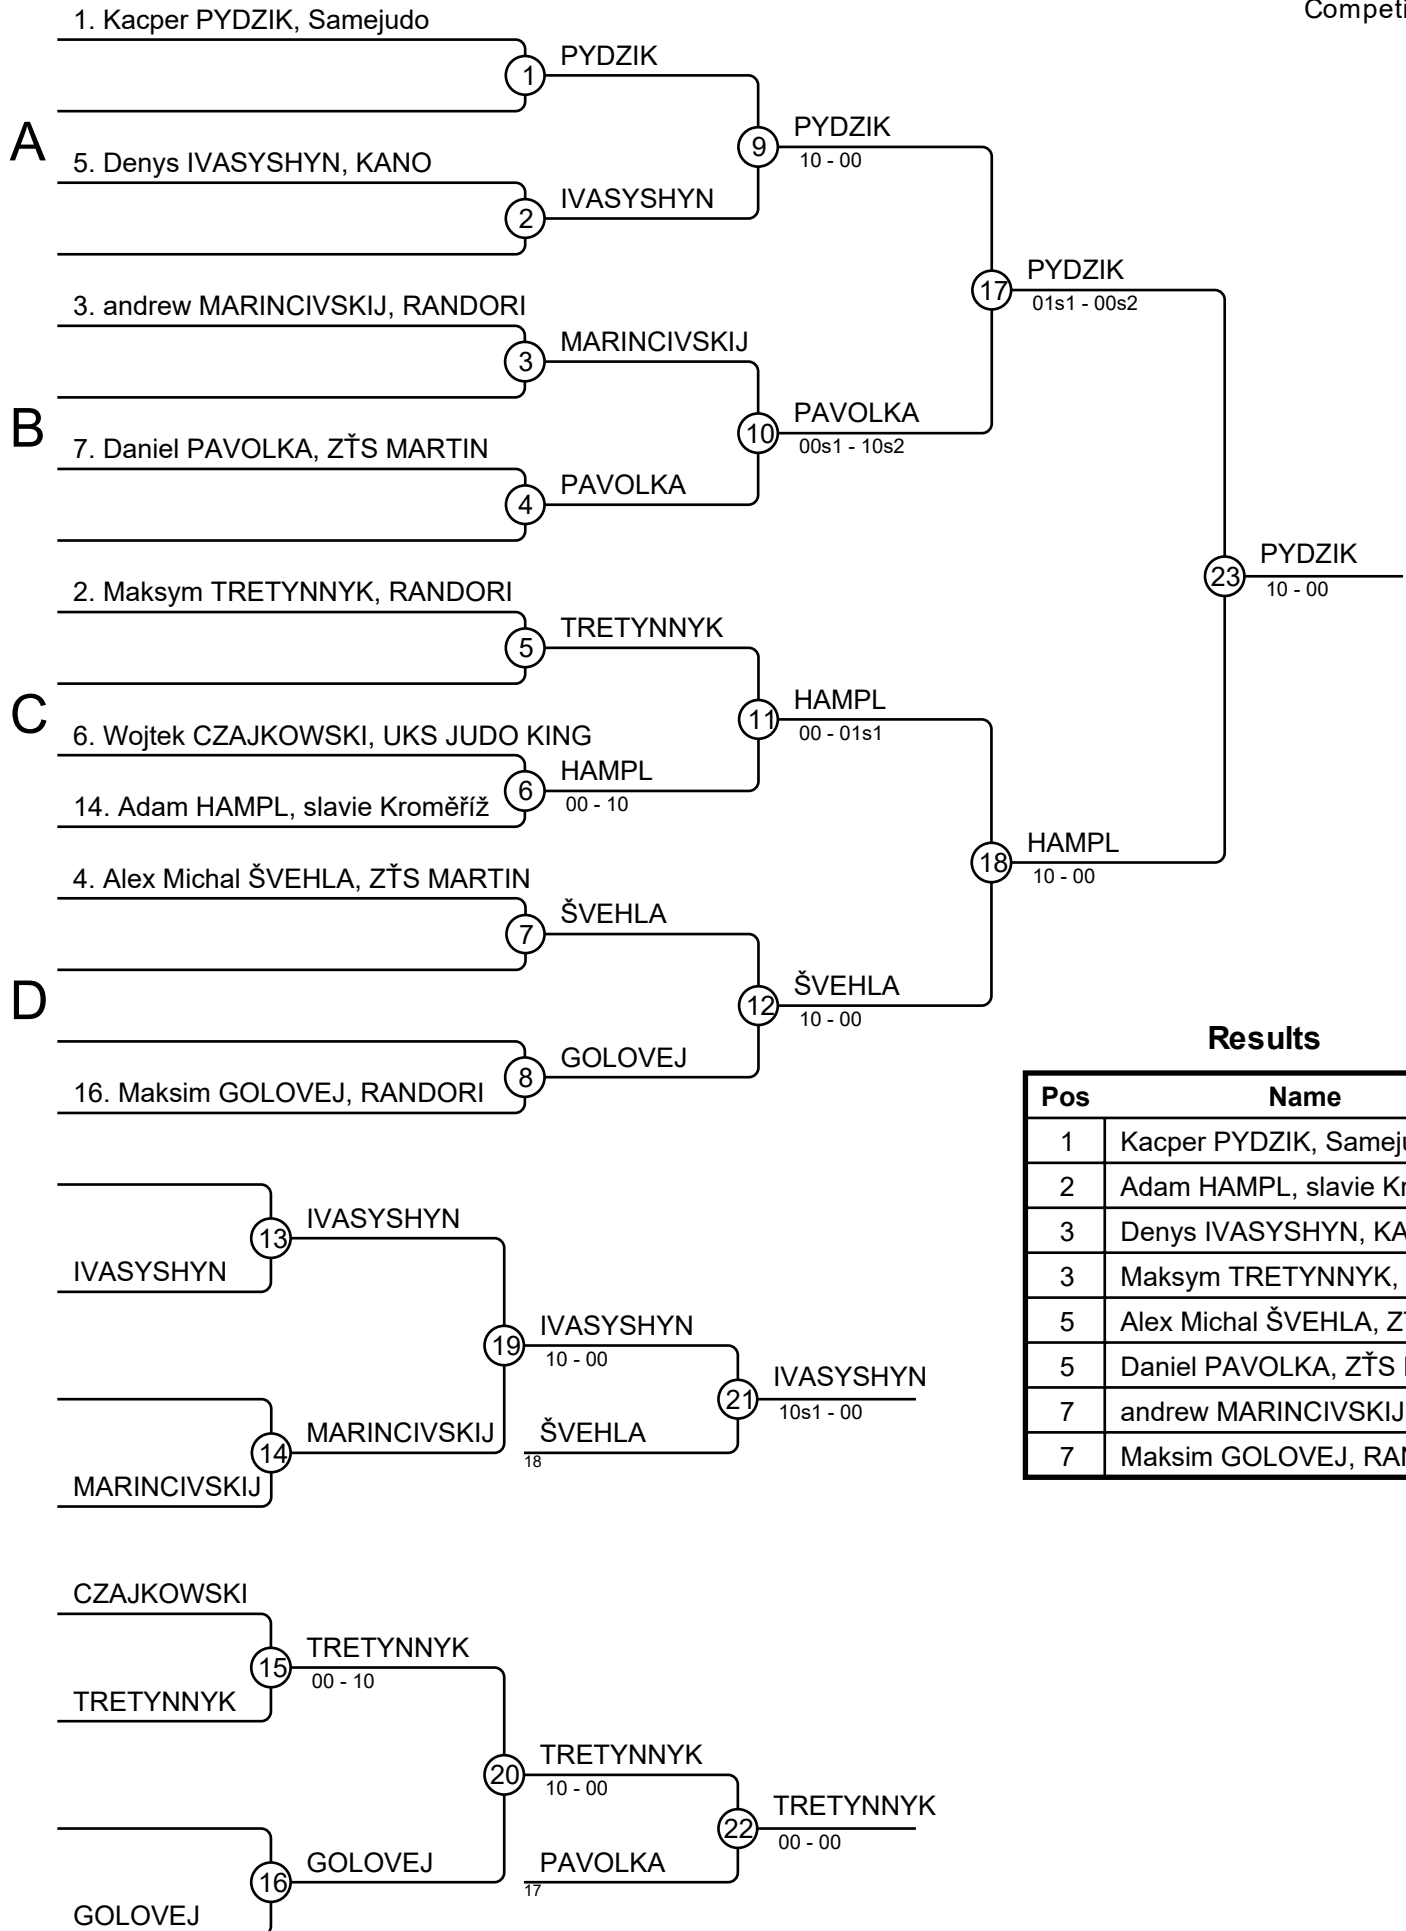 1. Kacper PYDZIK, Samejudo
Competi
1
PYDZIK
A
9
PYDZIK
10 - 00
5. Denys IVASYSHYN, KANO
2
IVASYSHYN
17
PYDZIK
01s1 - 00s2
3. andrew MARINCIVSKIJ, RANDORI
3
MARINCIVSKIJ
B
10
PAVOLKA
00s1 - 10s2
7. Daniel PAVOLKA, ZŤS MARTIN
4
PAVOLKA
23
PYDZIK
10 - 00
2. Maksym TRETYNNYK, RANDORI
5
TRETYNNYK
C
11
HAMPL
00 - 01s1
6. Wojtek CZAJKOWSKI, UKS JUDO KING
6
HAMPL
00 - 10
14. Adam HAMPL, slavie Kroměříž
18
HAMPL
10 - 00
4. Alex Michal ŠVEHLA, ZŤS MARTIN
7
ŠVEHLA
D
12
ŠVEHLA
10 - 00
8
GOLOVEJ
16. Maksim GOLOVEJ, RANDORI
Results
Pos Name
1 Kacper PYDZIK, Sameju
2 Adam HAMPL, slavie Kr
3 Denys IVASYSHYN, KA
3 Maksym TRETYNNYK,
5 Alex Michal ŠVEHLA, ZŤ
5 Daniel PAVOLKA, ZŤS
7 andrew MARINCIVSKIJ
7 Maksim GOLOVEJ, RAN
13
IVASYSHYN
IVASYSHYN
19
IVASYSHYN
10 - 00
21
IVASYSHYN
10s1 - 00
14
MARINCIVSKIJ
ŠVEHLA
18
MARINCIVSKIJ
CZAJKOWSKI
15
TRETYNNYK
00 - 10
TRETYNNYK
20
TRETYNNYK
10 - 00
22
TRETYNNYK
00 - 00
16
GOLOVEJ
PAVOLKA
17
GOLOVEJ